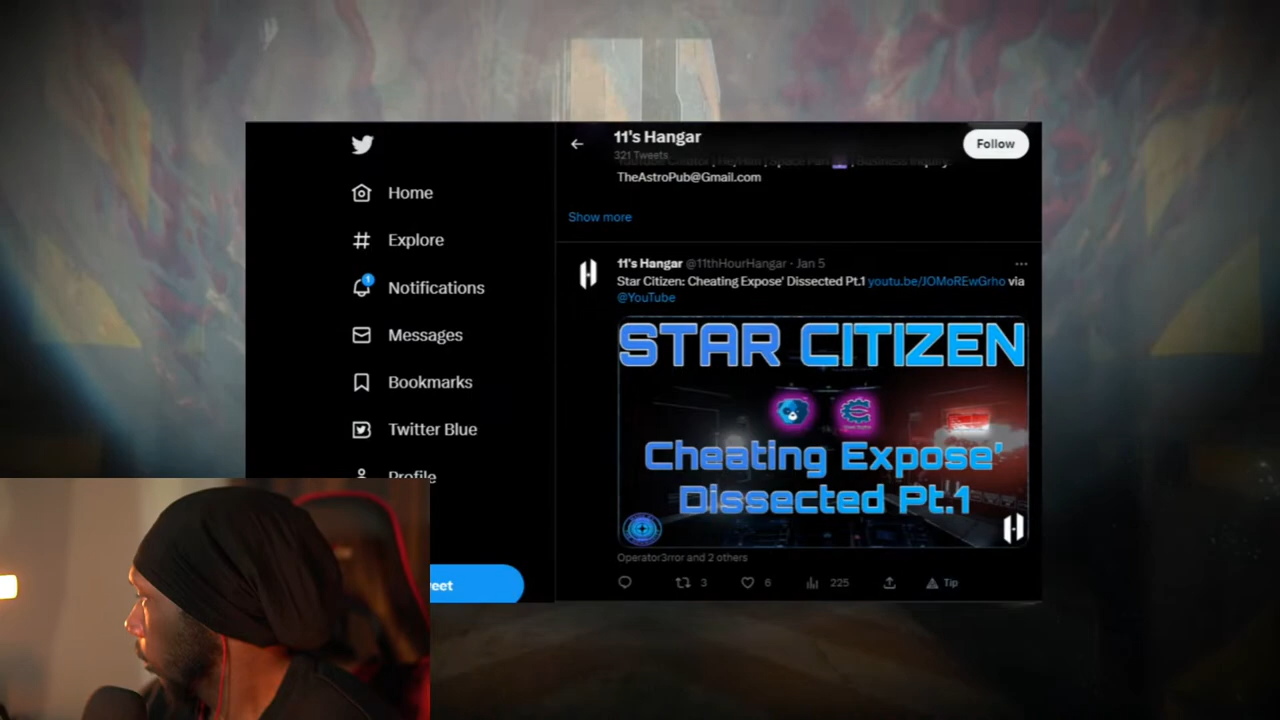 11's Hangar
321 Tweets
Follow
TheAstroPub@Gmail.com
Show more
Home
Explore
1
Notifications
Messages
Bookmarks
Twitter Blue
Profile
eet
11's Hangar @11thHourHangar · Jan 5
Star Citizen: Cheating Expose' Dissected Pt.1 youtu.be/JOMoREwGrho via
@YouTube
STAR CITIZEN
Cheating Expose'
Dissected Pt.1
Operator3rror and 2 others
3
6
225
Tip